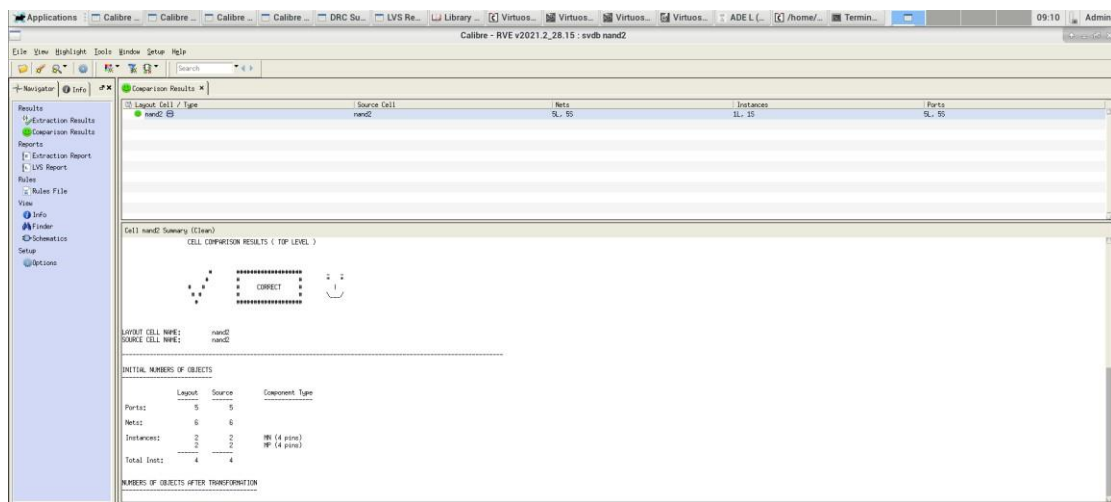 Applications Calibre ... Calibre ... Calibre ... Calibre ... DRC Su... LVS Re... Library ... Virtuos... Virtuos... Virtuos... Virtuos... ADE L (... /home/... Termin... 09:10 Admin
Calibre - RVE v2021.2_28.15 : svdb nand2
File View Highlight Tools Window Setup Help
Search
Navigator Info Comparison Results
Layout Cell / Type Source Cell Nets Instances Ports
nand2 nand2 5L, 5S 1L, 1S 5L, 5S
Results
Extraction Results
Comparison Results
Reports
Extraction Report
LVS Report
Rules
Rules File
View
Info
Finder
Schematics
Setup
Options
Cell nand2 Summary (Clean)
CELL COMPARISON RESULTS ( TOP LEVEL )
CORRECT
LAYOUT CELL NAME: nand2
SOURCE CELL NAME: nand2
INITIAL NUMBERS OF OBJECTS
Layout Source Component Type
Ports: 5 5
Nets: 6 6
Instances: 2 2 MN (4 pins)
2 2 MP (4 pins)
Total Inst: 4 4
NUMBERS OF OBJECTS AFTER TRANSFORMATION